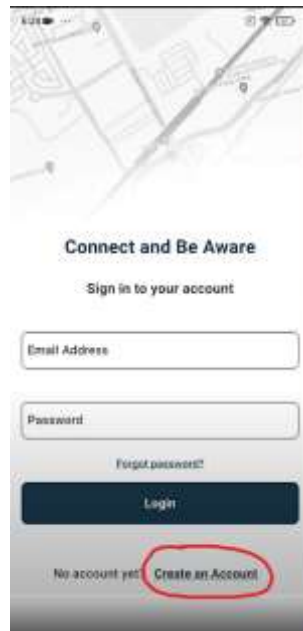 Connect and Be Aware
Sign in to your account
Email Address
Password
Forgot password?
Login
No account yet? Create an Account